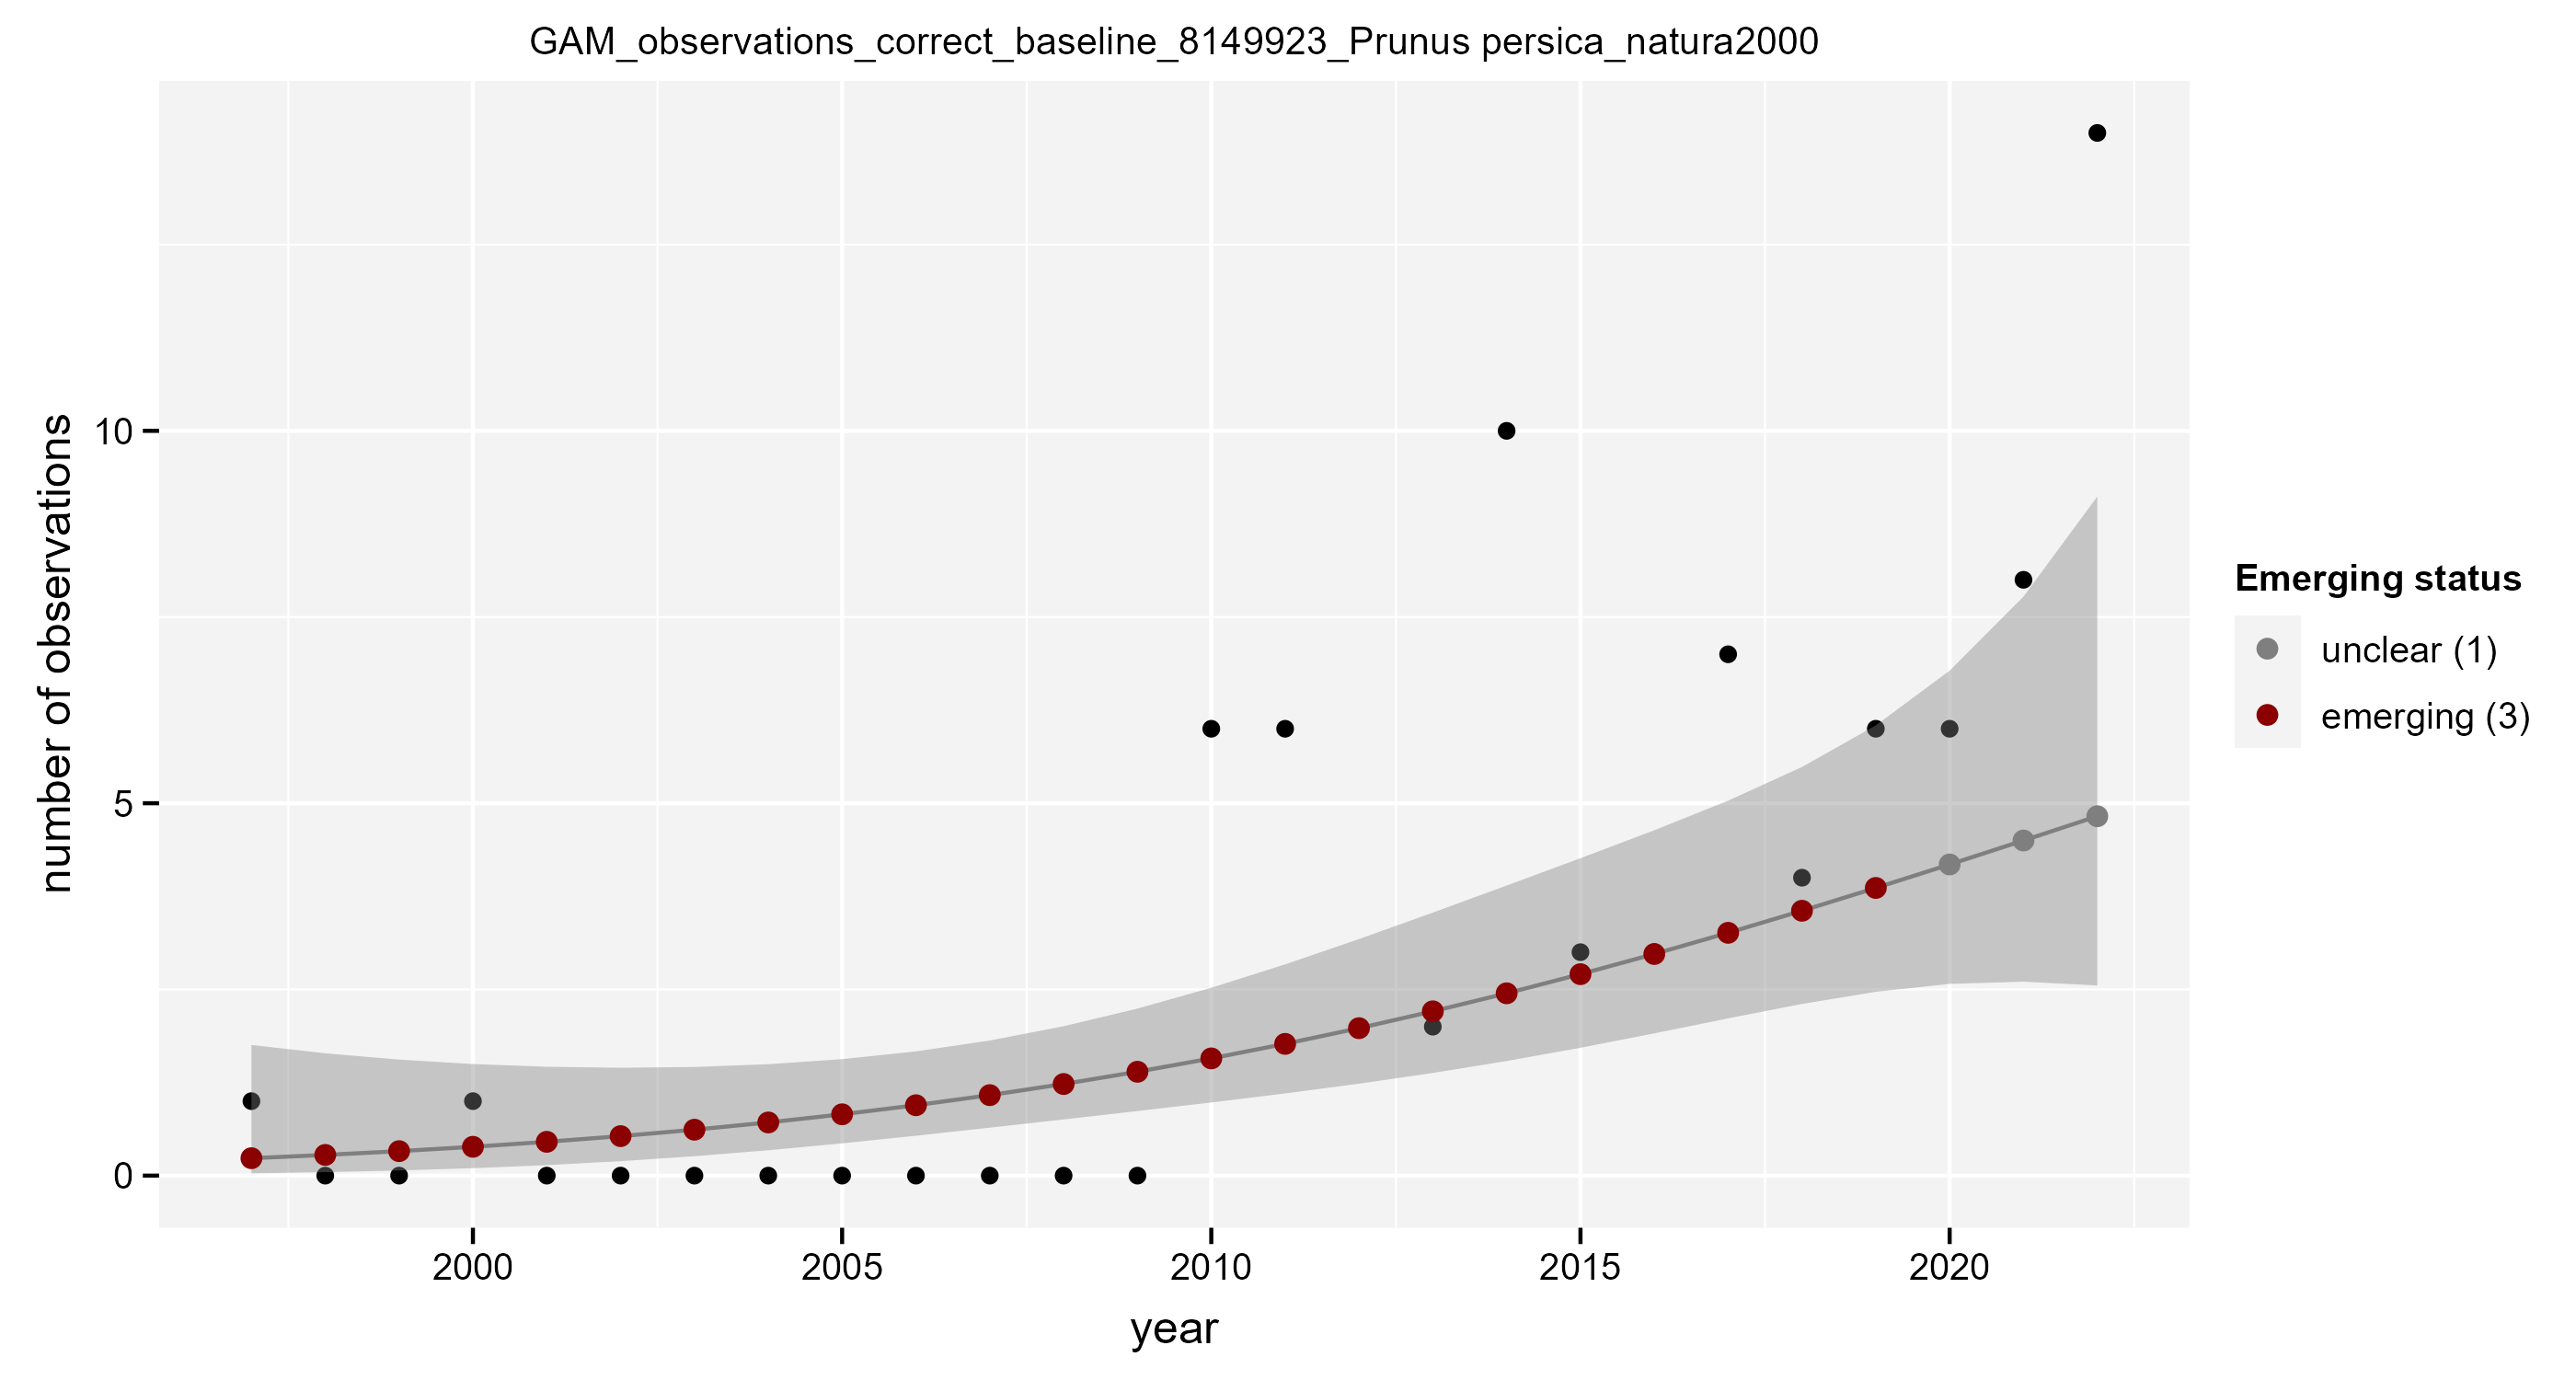 GAM_observations_correct_baseline_8149923_Prunus persica_natura2000
number of observations
10
5
0
2000 2005 2010 2015 2020
year
Emerging status
unclear (1)
emerging (3)